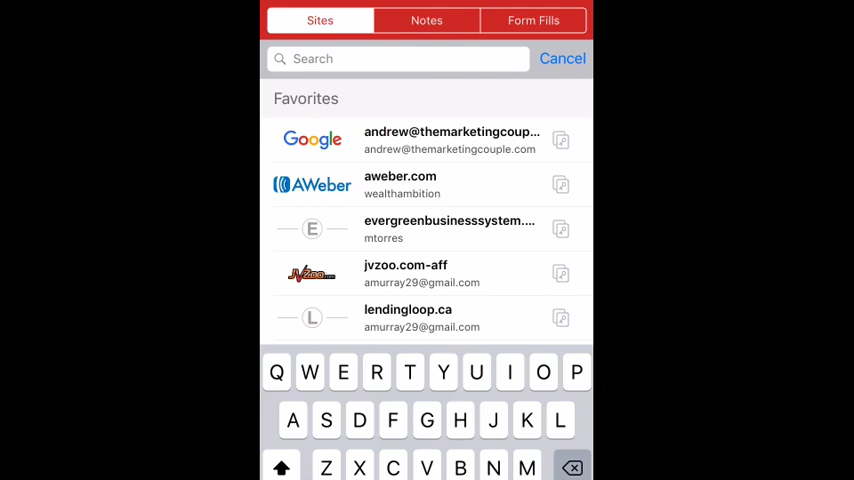 Sites Notes Form Fills
Search Cancel
Favorites
Google andrew@themarketingcoup...
andrew@themarketingcouple.com
AWeber aweber.com
wealthambition
E evergreenbusinesssystem....
mtorres
JVZoo.com jvzoo.com-aff
amurray29@gmail.com
L lendingloop.ca
amurray29@gmail.com
Q W E R T Y U I O P
A S D F G H J K L
Z X C V B N M